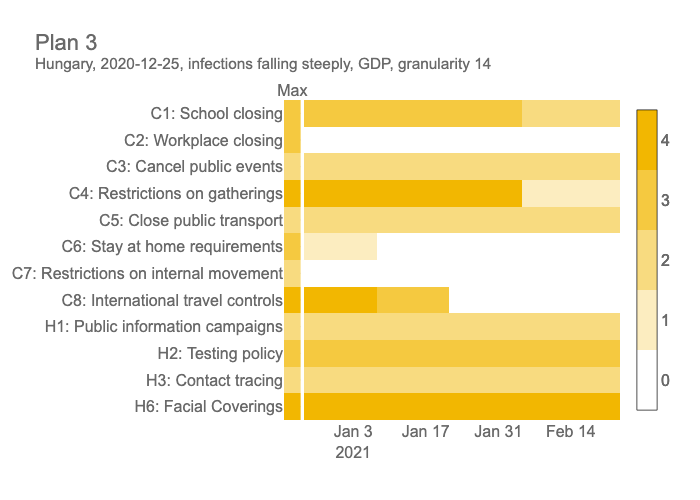 Plan 3
Hungary, 2020-12-25, infections falling steeply, GDP, granularity 14
Max
C1: School closing
C2: Workplace closing
C3: Cancel public events
C4: Restrictions on gatherings
C5: Close public transport
C6: Stay at home requirements
C7: Restrictions on internal movement
C8: International travel controls
H1: Public information campaigns
H2: Testing policy
H3: Contact tracing
H6: Facial Coverings
4
3
2
1
0
Jan 3 Jan 17 Jan 31 Feb 14
2021